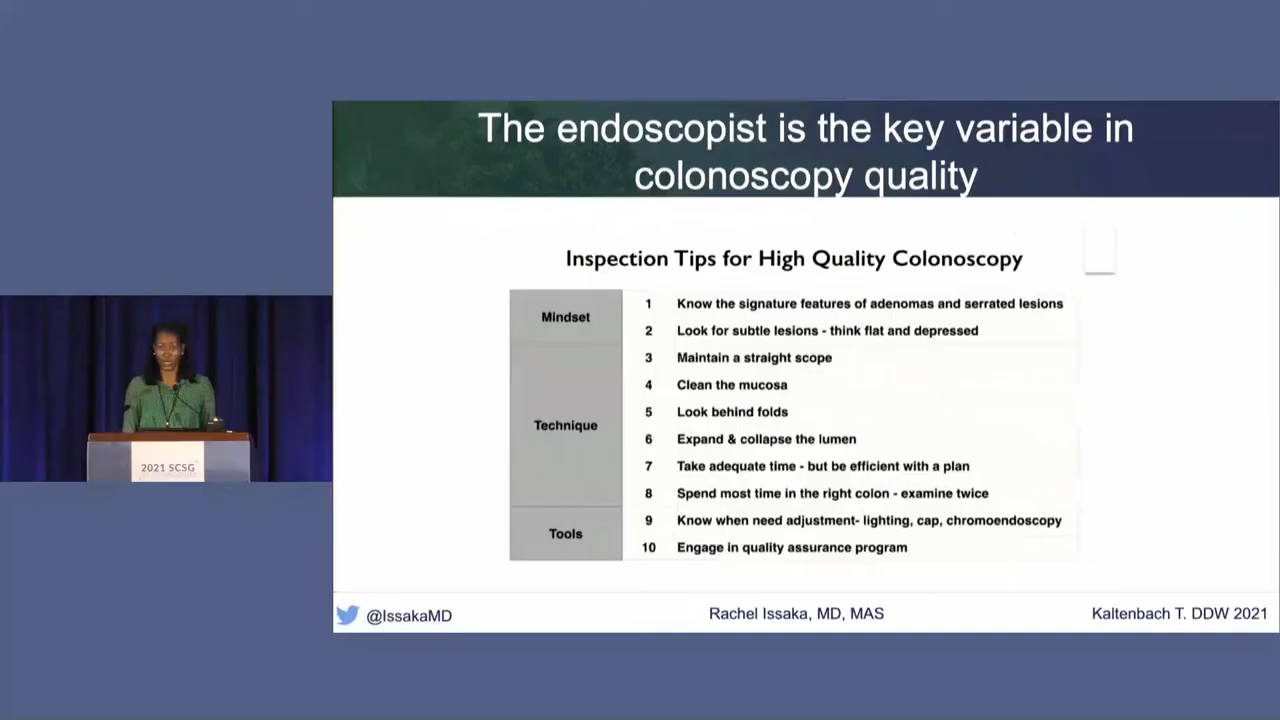 The endoscopist is the key variable in
colonoscopy quality
Inspection Tips for High Quality Colonoscopy
Mindset
1 Know the signature features of adenomas and serrated lesions
2 Look for subtle lesions - think flat and depressed
Technique
3 Maintain a straight scope
4 Clean the mucosa
5 Look behind folds
6 Expand & collapse the lumen
7 Take adequate time - but be efficient with a plan
8 Spend most time in the right colon - examine twice
Tools
9 Know when need adjustment- lighting, cap, chromoendoscopy
10 Engage in quality assurance program
2021 SCSG
@IssakaMD
Rachel Issaka, MD, MAS
Kaltenbach T. DDW 2021